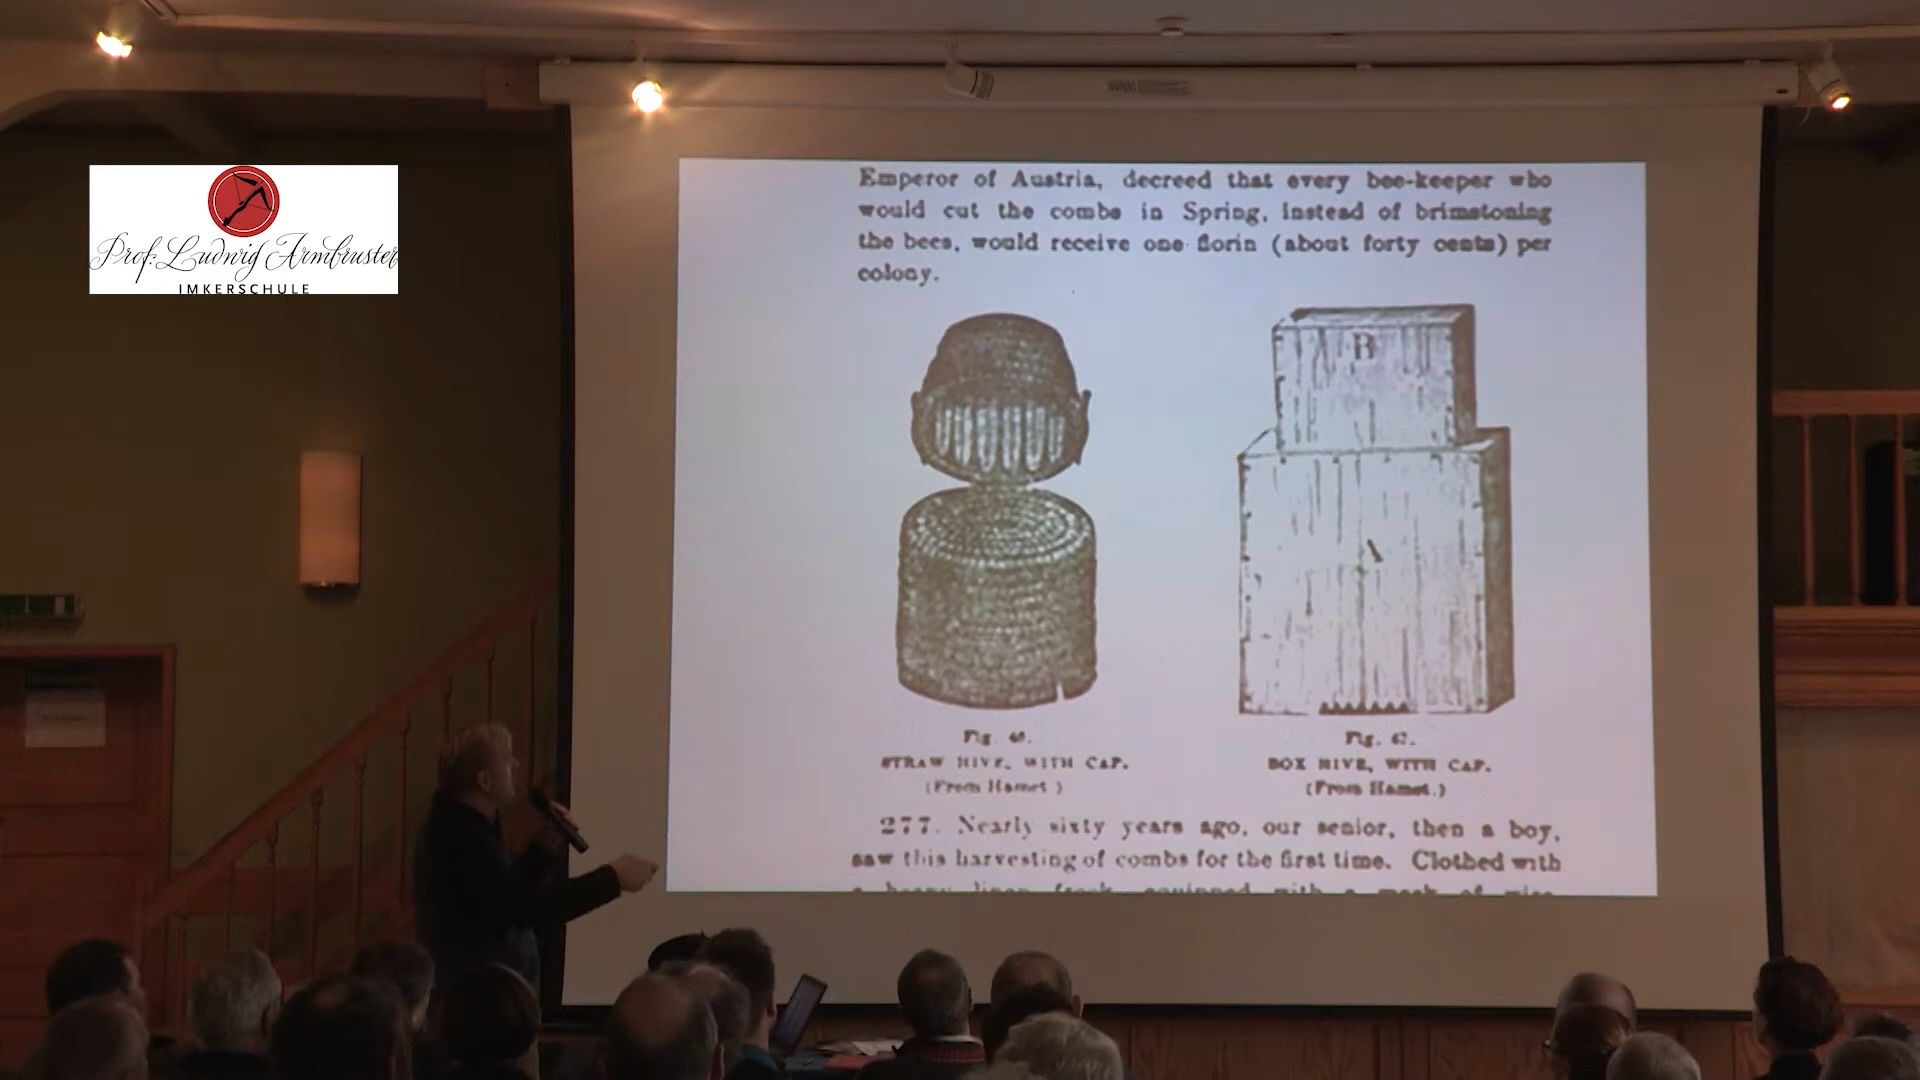 Prof. Ludwig Armbruster
IMKERSCHULE
Emperor of Austria, decreed that every bee-keeper who
would cut the combs in Spring, instead of brimstoning
the bees, would receive one florin (about forty cents) per
colony.
B
Fig.
Fig.
STRAW HIVE, WITH CAP.
BOX HIVE, WITH CAP.
(From Hamet.)
(From Hamet.)
277. Nearly sixty years ago, our senior, then a boy,
saw this harvesting of combs for the first time. Clothed with